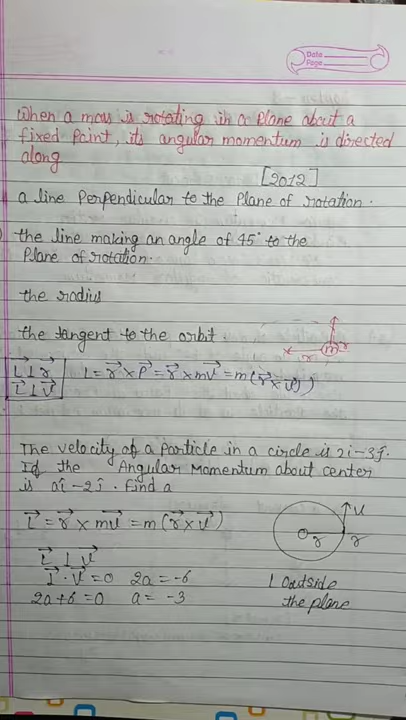 Date
Page
When a mass is rotating in a plane about a
fixed point, its angular momentum is directed
along
[2012]
a line perpendicular to the plane of rotation.
the line making an angle of 45° to the
plane of rotation.
the radius
the tangent to the orbit.
m
r
L⃗ ⊥ r⃗
L⃗ ⊥ V⃗
L = r⃗ × P⃗ = r⃗ × mV⃗ = m(r⃗ × V⃗)
The velocity of a particle in a circle is 2i - 3ĵ.
If the Angular Momentum about center
is aî - 2ĵ. Find a
L⃗ = r⃗ × mv⃗ = m(r⃗ × v⃗)
L⃗ ⊥ V⃗
L⃗ · V⃗ = 0 2a = -6
2a + 6 = 0 a = -3
r
r
L outside
the plane